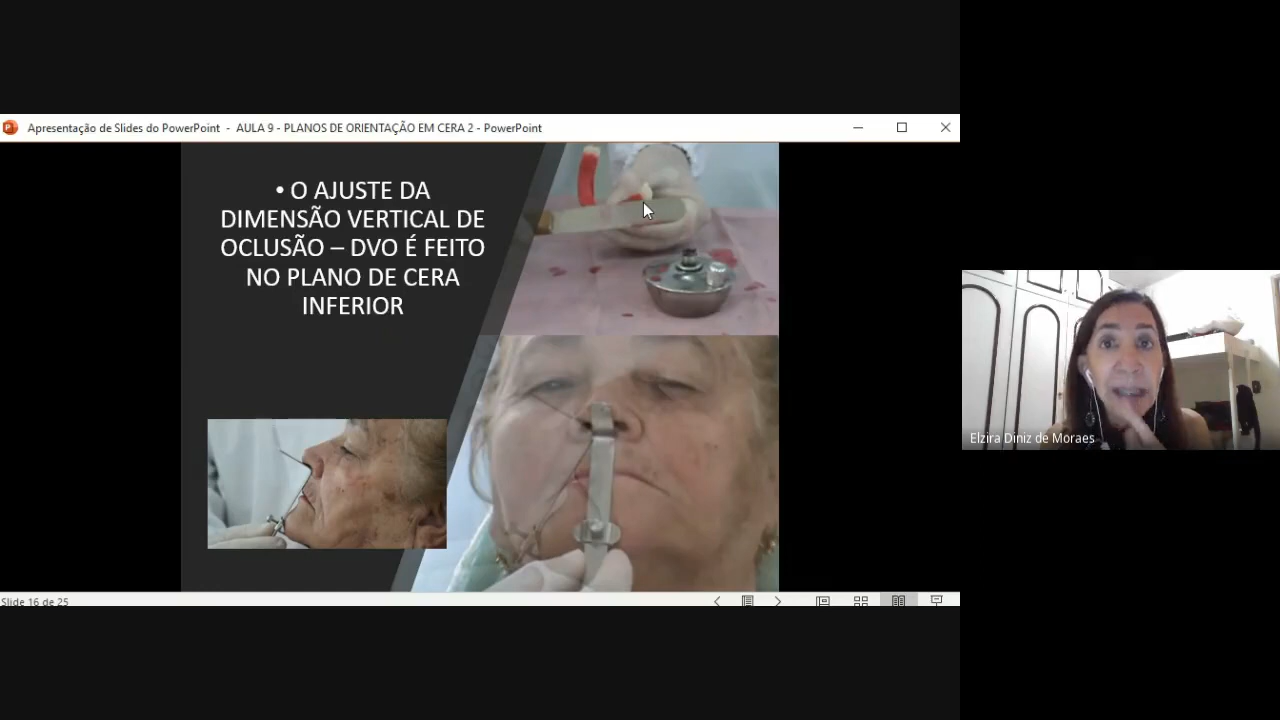 Apresentação de Slides do PowerPoint - AULA 9 - PLANOS DE ORIENTAÇÃO EM CERA 2 - PowerPoint
• O AJUSTE DA
DIMENSÃO VERTICAL DE
OCLUSÃO – DVO É FEITO
NO PLANO DE CERA
INFERIOR
Elzira Diniz de Moraes
Slide 16 de 25